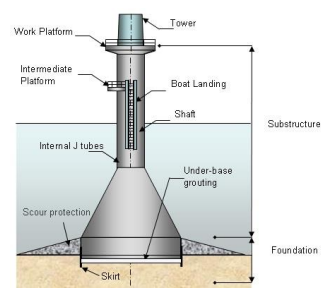 Tower
Work Platform
Intermediate
Platform
Boat Landing
Shaft
Substructure
Internal J tubes
Under-base
grouting
Scour protection
Foundation
Skirt